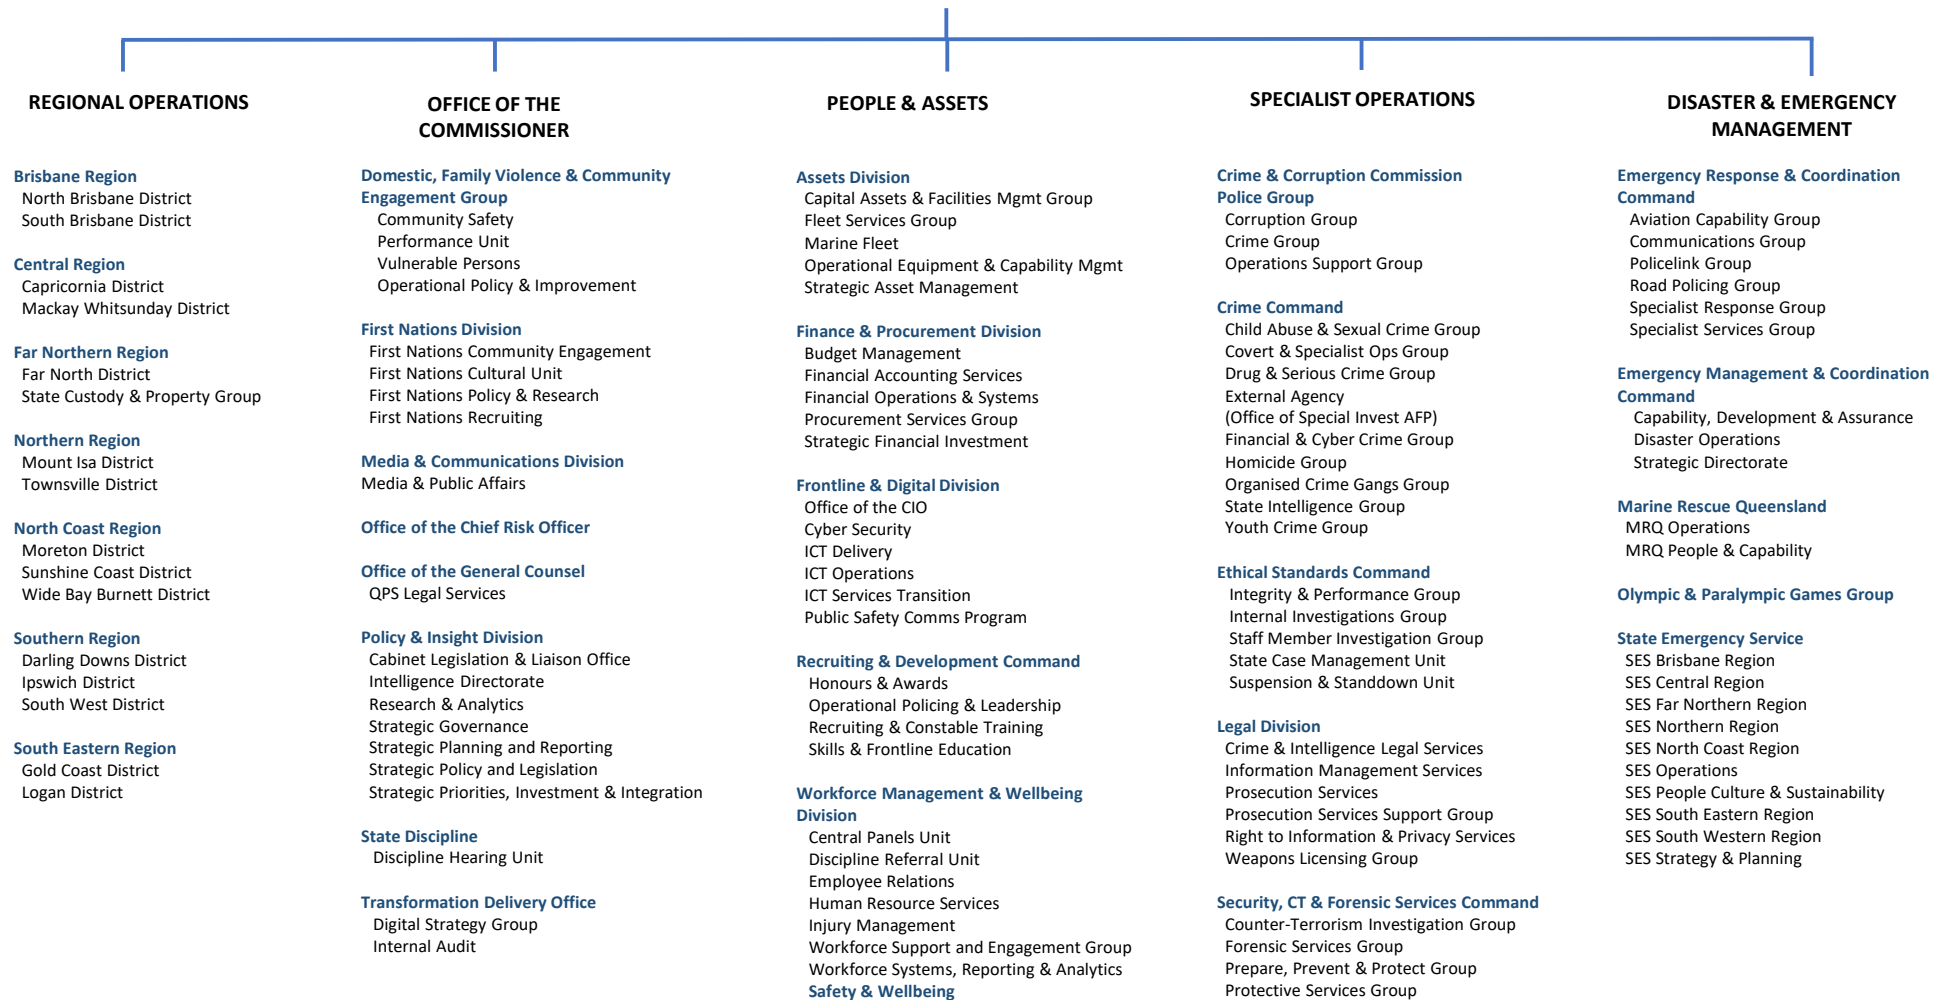 REGIONAL OPERATIONS
Brisbane Region
North Brisbane District
South Brisbane District
Central Region
Capricornia District
Mackay Whitsunday District
Far Northern Region
Far North District
State Custody & Property Group
Northern Region
Mount Isa District
Townsville District
North Coast Region
Moreton District
Sunshine Coast District
Wide Bay Burnett District
Southern Region
Darling Downs District
Ipswich District
South West District
South Eastern Region
Gold Coast District
Logan District
OFFICE OF THE
COMMISSIONER
Domestic, Family Violence & Community
Engagement Group
Community Safety
Performance Unit
Vulnerable Persons
Operational Policy & Improvement
First Nations Division
First Nations Community Engagement
First Nations Cultural Unit
First Nations Policy & Research
First Nations Recruiting
Media & Communications Division
Media & Public Affairs
Office of the Chief Risk Officer
Office of the General Counsel
QPS Legal Services
Policy & Insight Division
Cabinet Legislation & Liaison Office
Intelligence Directorate
Research & Analytics
Strategic Governance
Strategic Planning and Reporting
Strategic Policy and Legislation
Strategic Priorities, Investment & Integration
State Discipline
Discipline Hearing Unit
Transformation Delivery Office
Digital Strategy Group
Internal Audit
PEOPLE & ASSETS
Assets Division
Capital Assets & Facilities Mgmt Group
Fleet Services Group
Marine Fleet
Operational Equipment & Capability Mgmt
Strategic Asset Management
Finance & Procurement Division
Budget Management
Financial Accounting Services
Financial Operations & Systems
Procurement Services Group
Strategic Financial Investment
Frontline & Digital Division
Office of the CIO
Cyber Security
ICT Delivery
ICT Operations
ICT Services Transition
Public Safety Comms Program
Recruiting & Development Command
Honours & Awards
Operational Policing & Leadership
Recruiting & Constable Training
Skills & Frontline Education
Workforce Management & Wellbeing
Division
Central Panels Unit
Discipline Referral Unit
Employee Relations
Human Resource Services
Injury Management
Workforce Support and Engagement Group
Workforce Systems, Reporting & Analytics
Safety & Wellbeing
SPECIALIST OPERATIONS
Crime & Corruption Commission
Police Group
Corruption Group
Crime Group
Operations Support Group
Crime Command
Child Abuse & Sexual Crime Group
Covert & Specialist Ops Group
Drug & Serious Crime Group
External Agency
(Office of Special Invest AFP)
Financial & Cyber Crime Group
Homicide Group
Organised Crime Gangs Group
State Intelligence Group
Youth Crime Group
Ethical Standards Command
Integrity & Performance Group
Internal Investigations Group
Staff Member Investigation Group
State Case Management Unit
Suspension & Standdown Unit
Legal Division
Crime & Intelligence Legal Services
Information Management Services
Prosecution Services
Prosecution Services Support Group
Right to Information & Privacy Services
Weapons Licensing Group
Security, CT & Forensic Services Command
Counter-Terrorism Investigation Group
Forensic Services Group
Prepare, Prevent & Protect Group
Protective Services Group
DISASTER & EMERGENCY
MANAGEMENT
Emergency Response & Coordination
Command
Aviation Capability Group
Communications Group
Policelink Group
Road Policing Group
Specialist Response Group
Specialist Services Group
Emergency Management & Coordination
Command
Capability, Development & Assurance
Disaster Operations
Strategic Directorate
Marine Rescue Queensland
MRQ Operations
MRQ People & Capability
Olympic & Paralympic Games Group
State Emergency Service
SES Brisbane Region
SES Central Region
SES Far Northern Region
SES Northern Region
SES North Coast Region
SES Operations
SES People Culture & Sustainability
SES South Eastern Region
SES South Western Region
SES Strategy & Planning